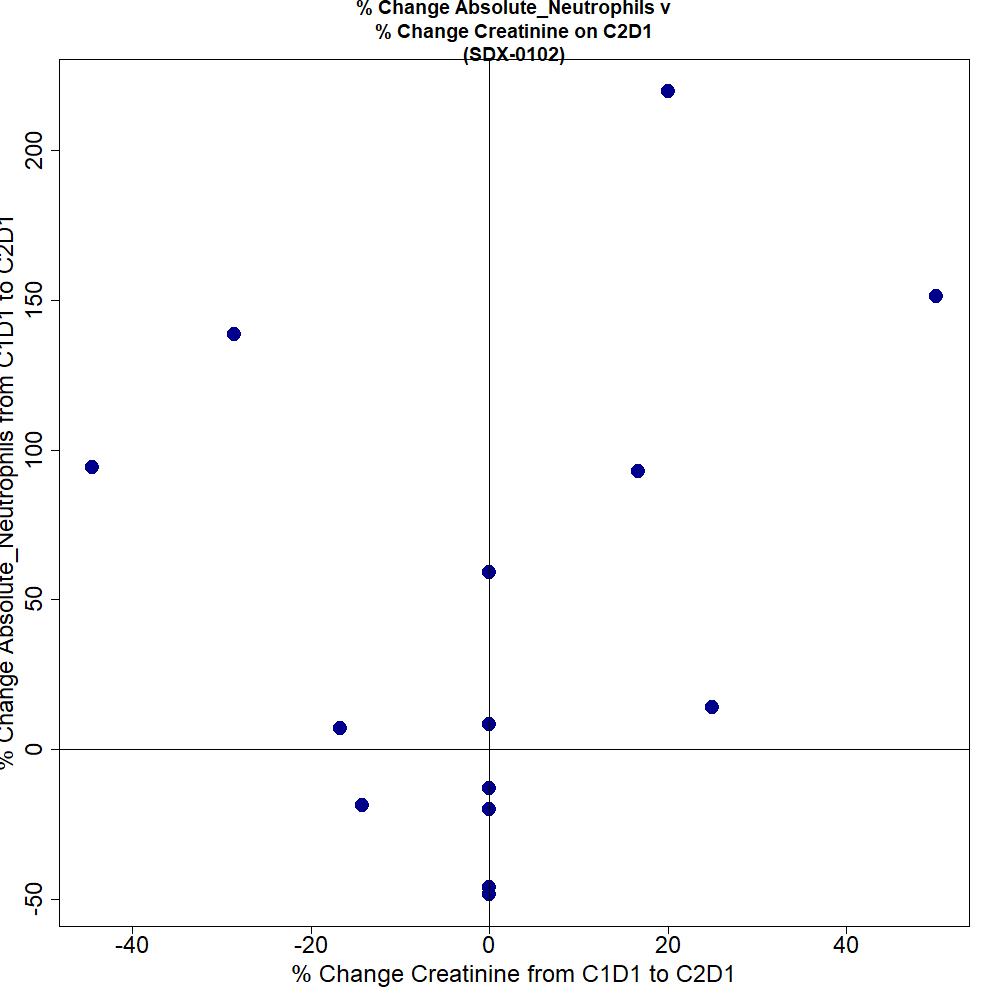 % Change Absolute_Neutrophils v
% Change Creatinine on C2D1
(SDX-0102)
% Change Absolute_Neutrophils from C1D1 to C2D1
200
150
100
50
0
-50
-40
-20
0
20
40
% Change Creatinine from C1D1 to C2D1